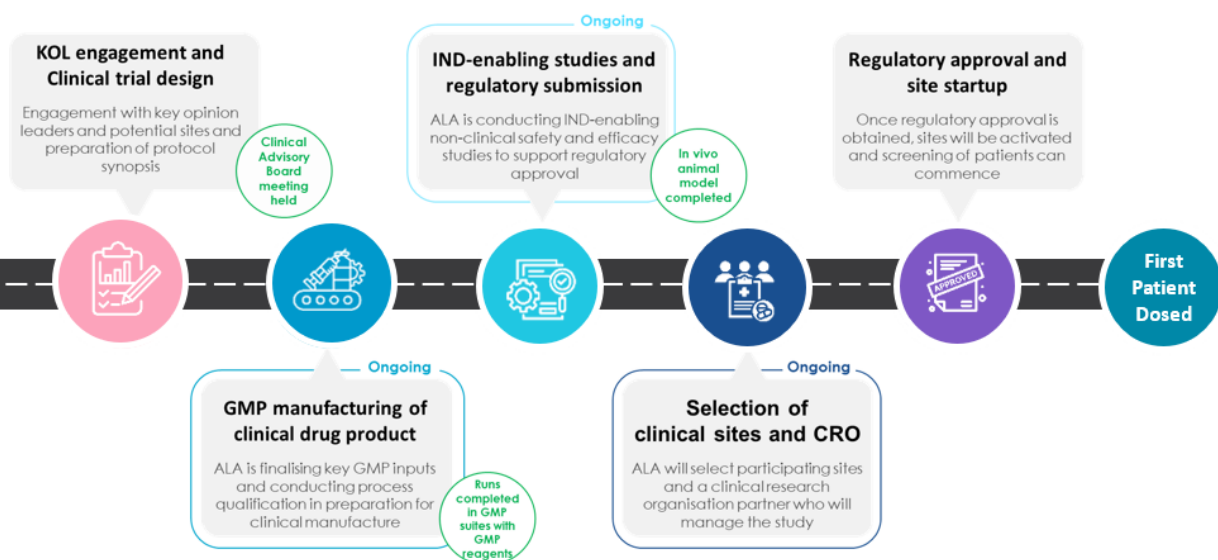 KOL engagement and
Clinical trial design
Engagement with key opinion
leaders and potential sites and
preparation of protocol
synopsis
Clinical
Advisory
Board
meeting
held
Ongoing
IND-enabling studies and
regulatory submission
ALA is conducting IND-enabling
non-clinical safety and efficacy
studies to support regulatory
approval
In vivo
animal
model
completed
Regulatory approval and
site startup
Once regulatory approval is
obtained, sites will be activated
and screening of patients can
commence
APPROVED
First
Patient
Dosed
Ongoing
GMP manufacturing of
clinical drug product
ALA is finalising key GMP inputs
and conducting process
qualification in preparation for
clinical manufacture
Runs
completed
in GMP
suites with
GMP
reagents
Ongoing
Selection of
clinical sites and CRO
ALA will select participating sites
and a clinical research
organisation partner who will
manage the study